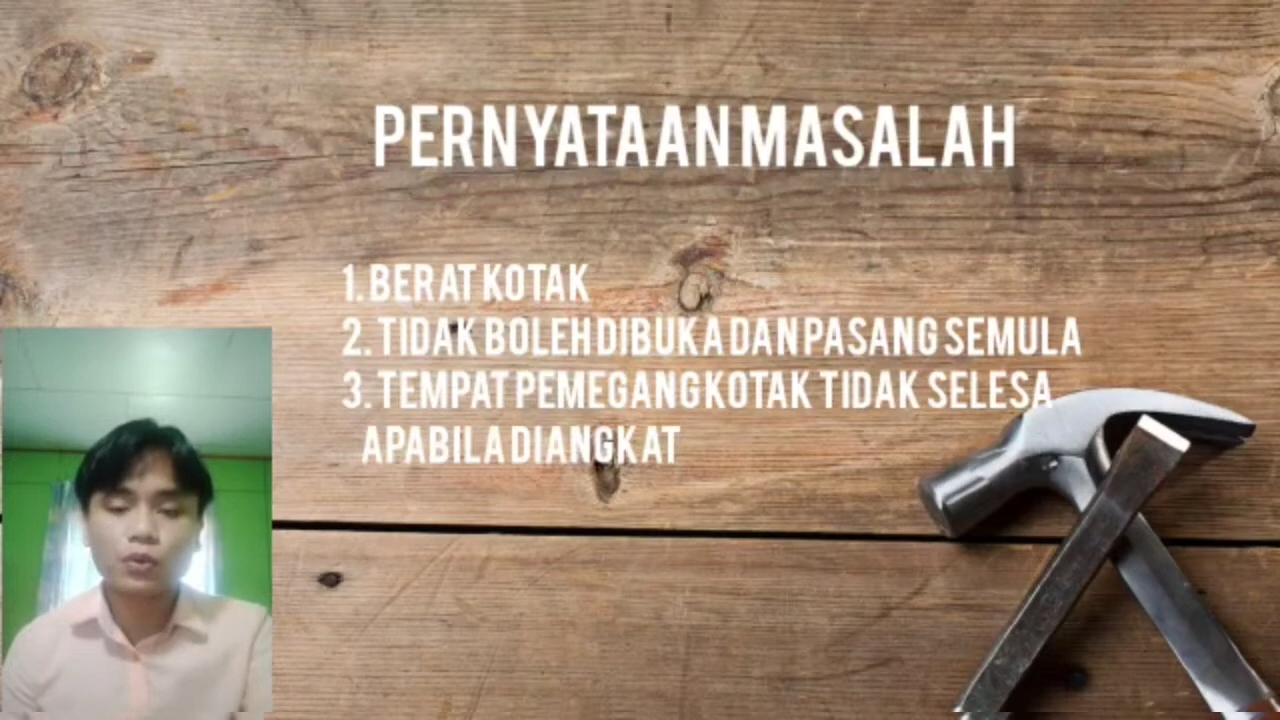 PERNYATAAN MASALAH
1. BERAT KOTAK
2. TIDAK BOLEH DIBUKA DAN PASANG SEMULA
3. TEMPAT PEMEGANG KOTAK TIDAK SELESA
APABILA DIANGKAT